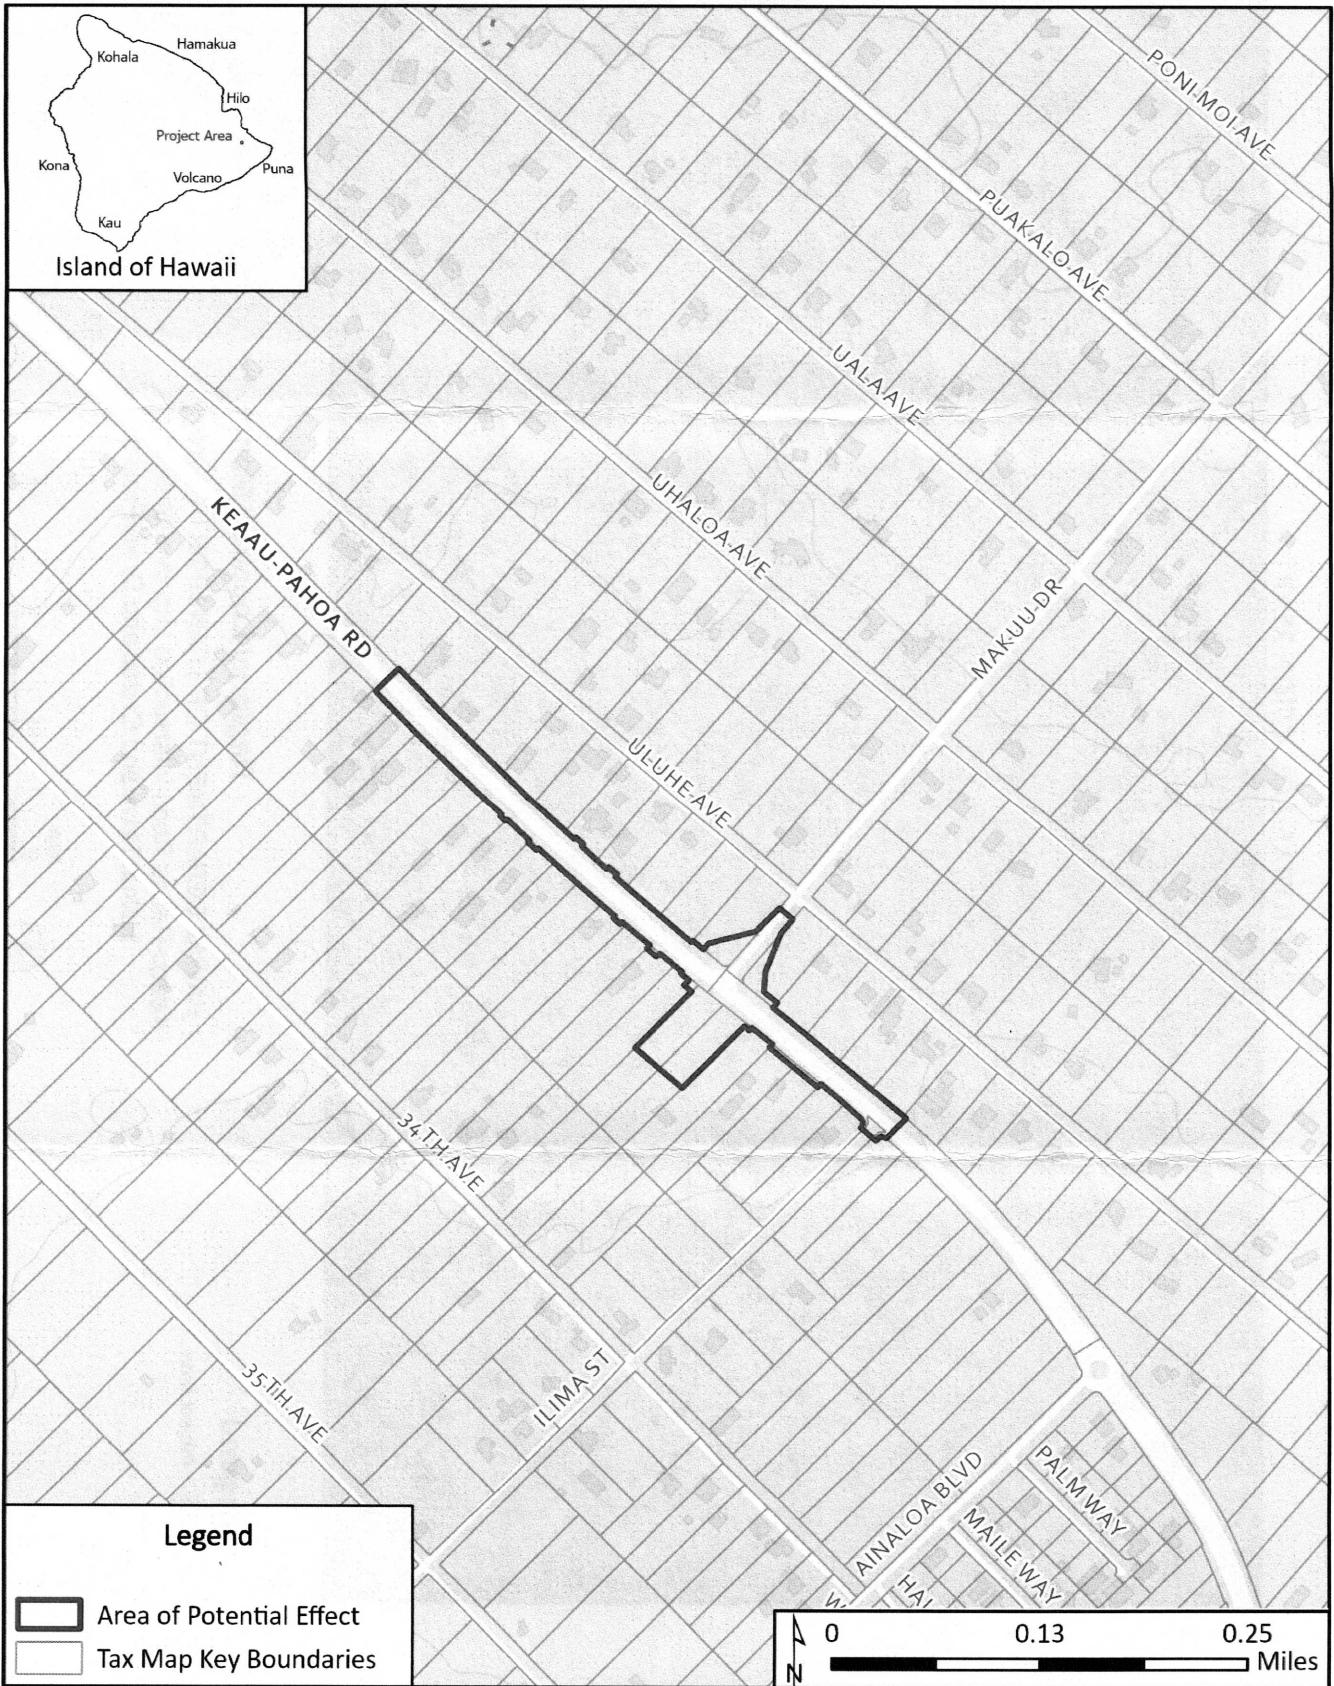 Kohala
Hamakua
Hilo
Project Area
Kona
Volcano
Puna
Kau
Island of Hawaii
PONI MOI AVE
PUAKALO AVE
UALA AVE
UHALOA AVE
KEAAU-PAHOA RD
MAKUU DR
ULUHE AVE
34TH AVE
35TH AVE
ILIMA ST
AINALOA BLVD
PALM WAY
MAILE WAY
HAL
W
Legend
Area of Potential Effect
Tax Map Key Boundaries
0 0.13 0.25
Miles
N